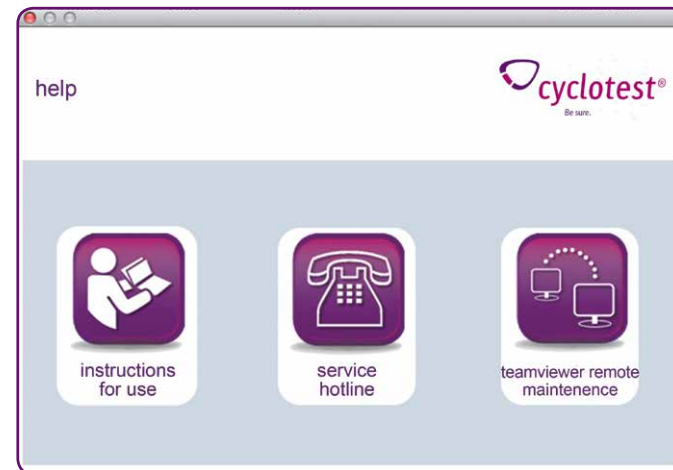 help
cyclotest®
Be sure.
instructions
for use
service
hotline
teamviewer remote
maintenence